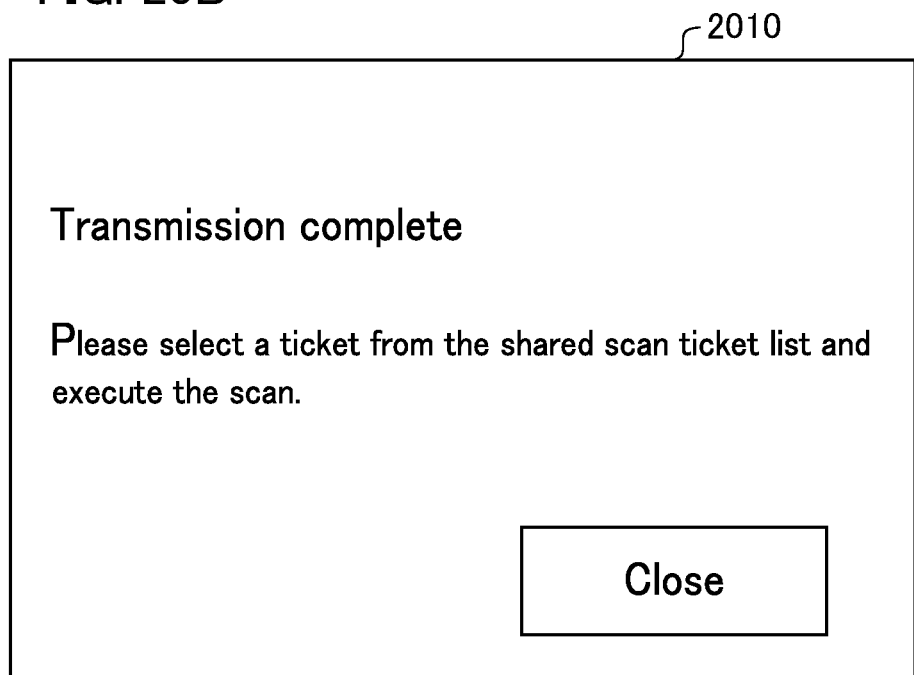 2010
Transmission complete
Please select a ticket from the shared scan ticket list and
execute the scan.
Close